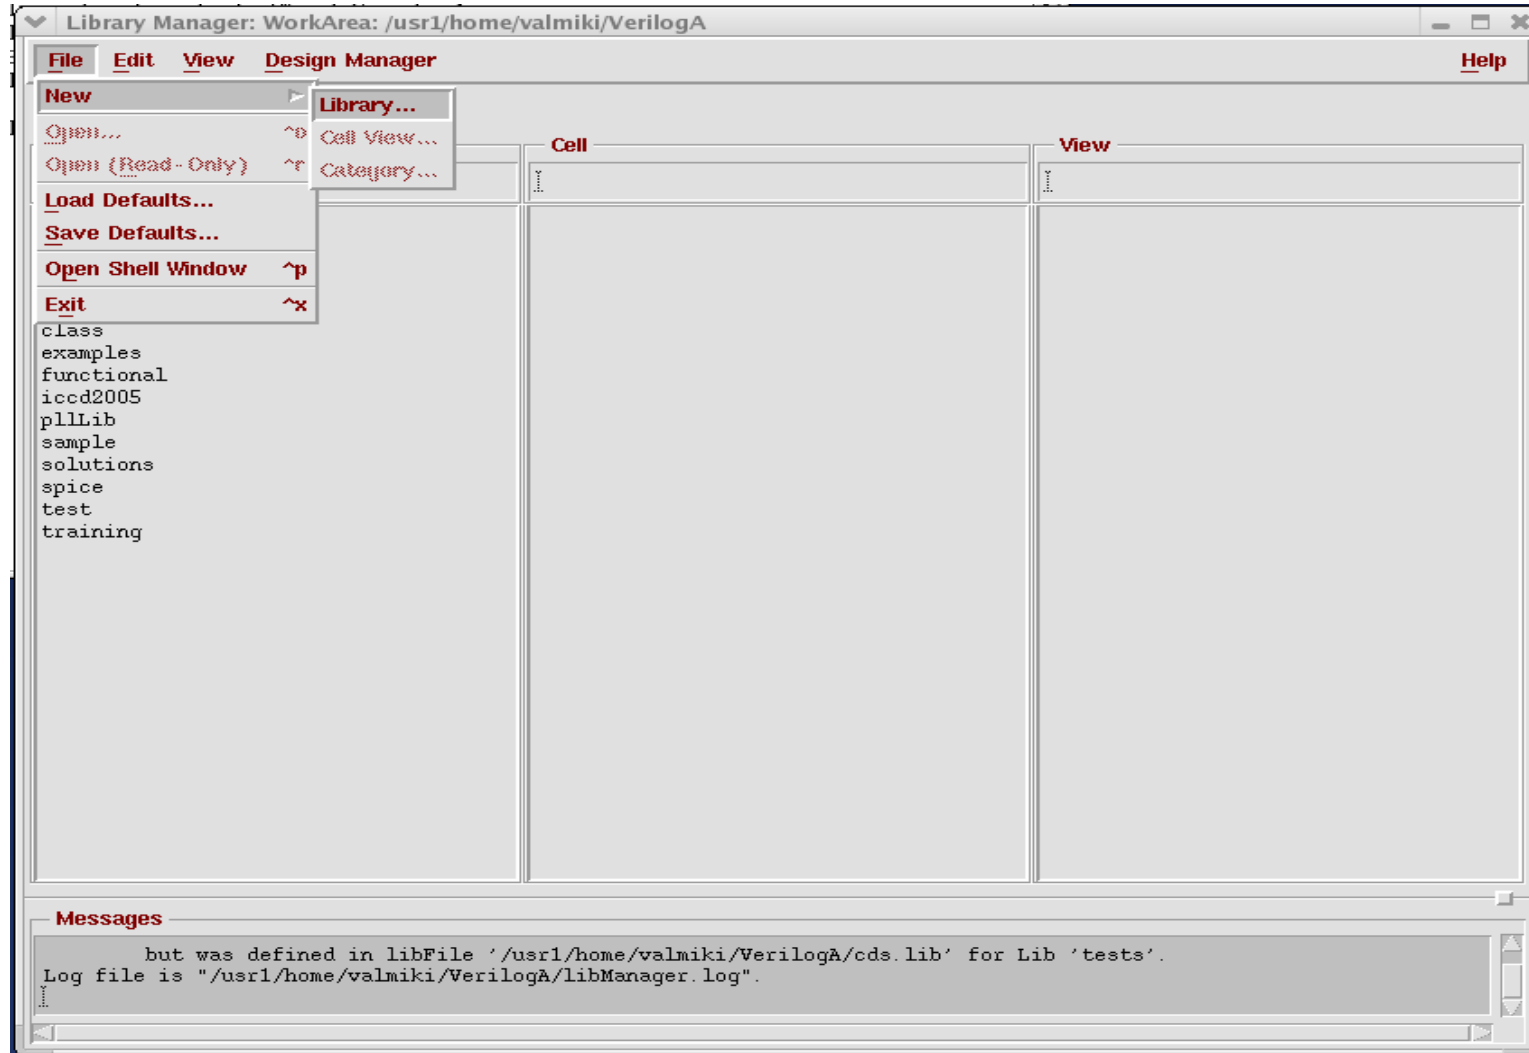 Library Manager: WorkArea: /usr1/home/valmiki/VerilogA
File Edit View Design Manager Help
New
Library...
Open... ^o
Cell View...
Open (Read-Only) ^r
Category...
Load Defaults...
Save Defaults...
Open Shell Window ^p
Exit ^x
Cell
View
class
examples
functional
iccd2005
pllLib
sample
solutions
spice
test
training
Messages
but was defined in libFile '/usr1/home/valmiki/VerilogA/cds.lib' for Lib 'tests'.
Log file is "/usr1/home/valmiki/VerilogA/libManager.log".